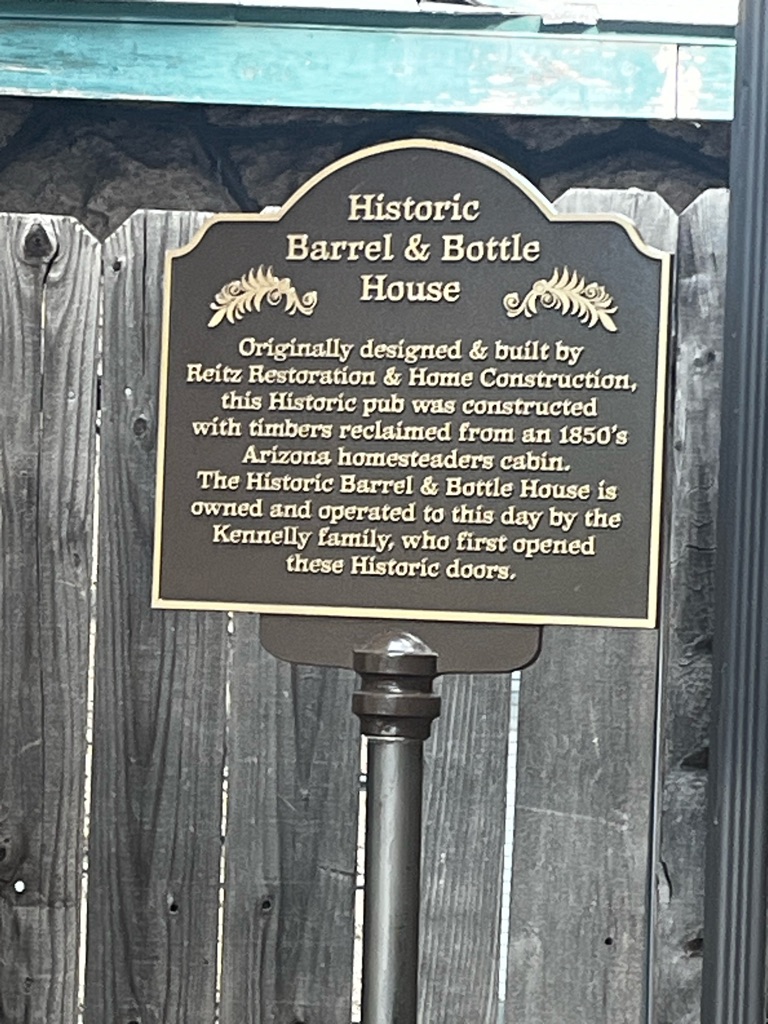 Historic
Barrel & Bottle
House
Originally designed & built by
Reitz Restoration & Home Construction,
this Historic pub was constructed
with timbers reclaimed from an 1850's
Arizona homesteaders cabin.
The Historic Barrel & Bottle House is
owned and operated to this day by the
Kennelly family, who first opened
these Historic doors.